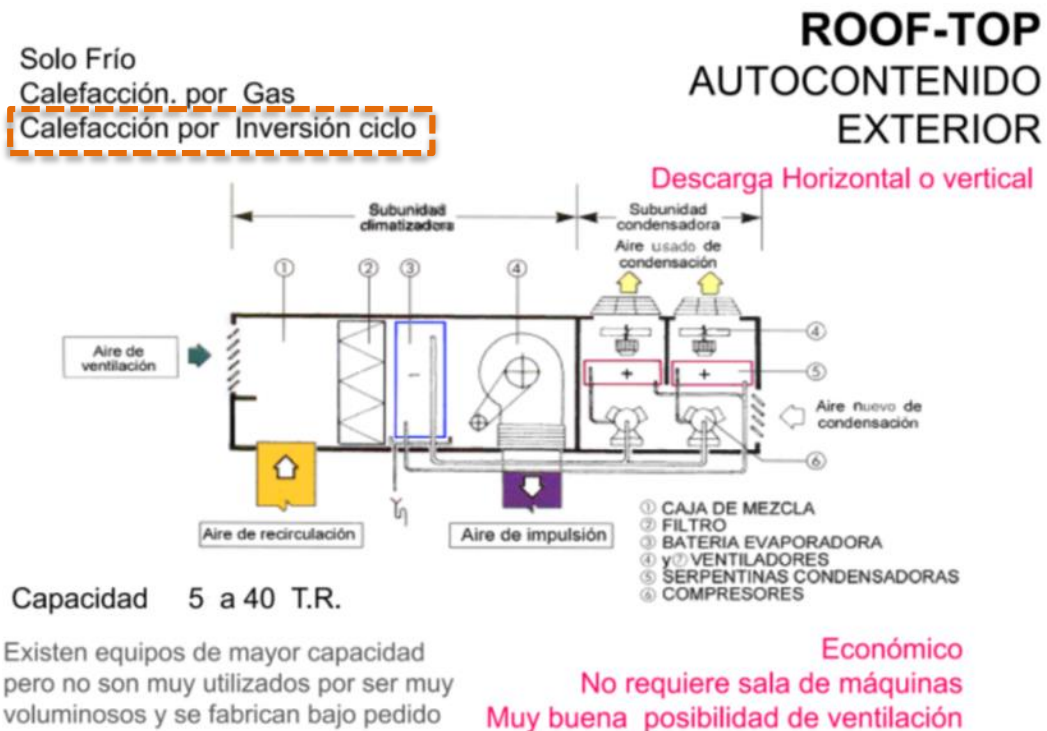 ROOF-TOP
AUTOCONTENIDO
EXTERIOR
Solo Frío
Calefacción. por Gas
Calefacción por Inversión ciclo
Descarga Horizontal o vertical
Subunidad
climatizadora
Subunidad
condensadora
Aire usado de
condensación
1
2
3
4
Aire de
ventilación
4
+
+
5
-
Aire nuevo de
condensación
6
Aire de recirculación
Aire de impulsión
① CAJA DE MEZCLA
② FILTRO
③ BATERIA EVAPORADORA
④ y⑦ VENTILADORES
⑤ SERPENTINAS CONDENSADORAS
⑥ COMPRESORES
Capacidad 5 a 40 T.R.
Existen equipos de mayor capacidad
pero no son muy utilizados por ser muy
voluminosos y se fabrican bajo pedido
Económico
No requiere sala de máquinas
Muy buena posibilidad de ventilación